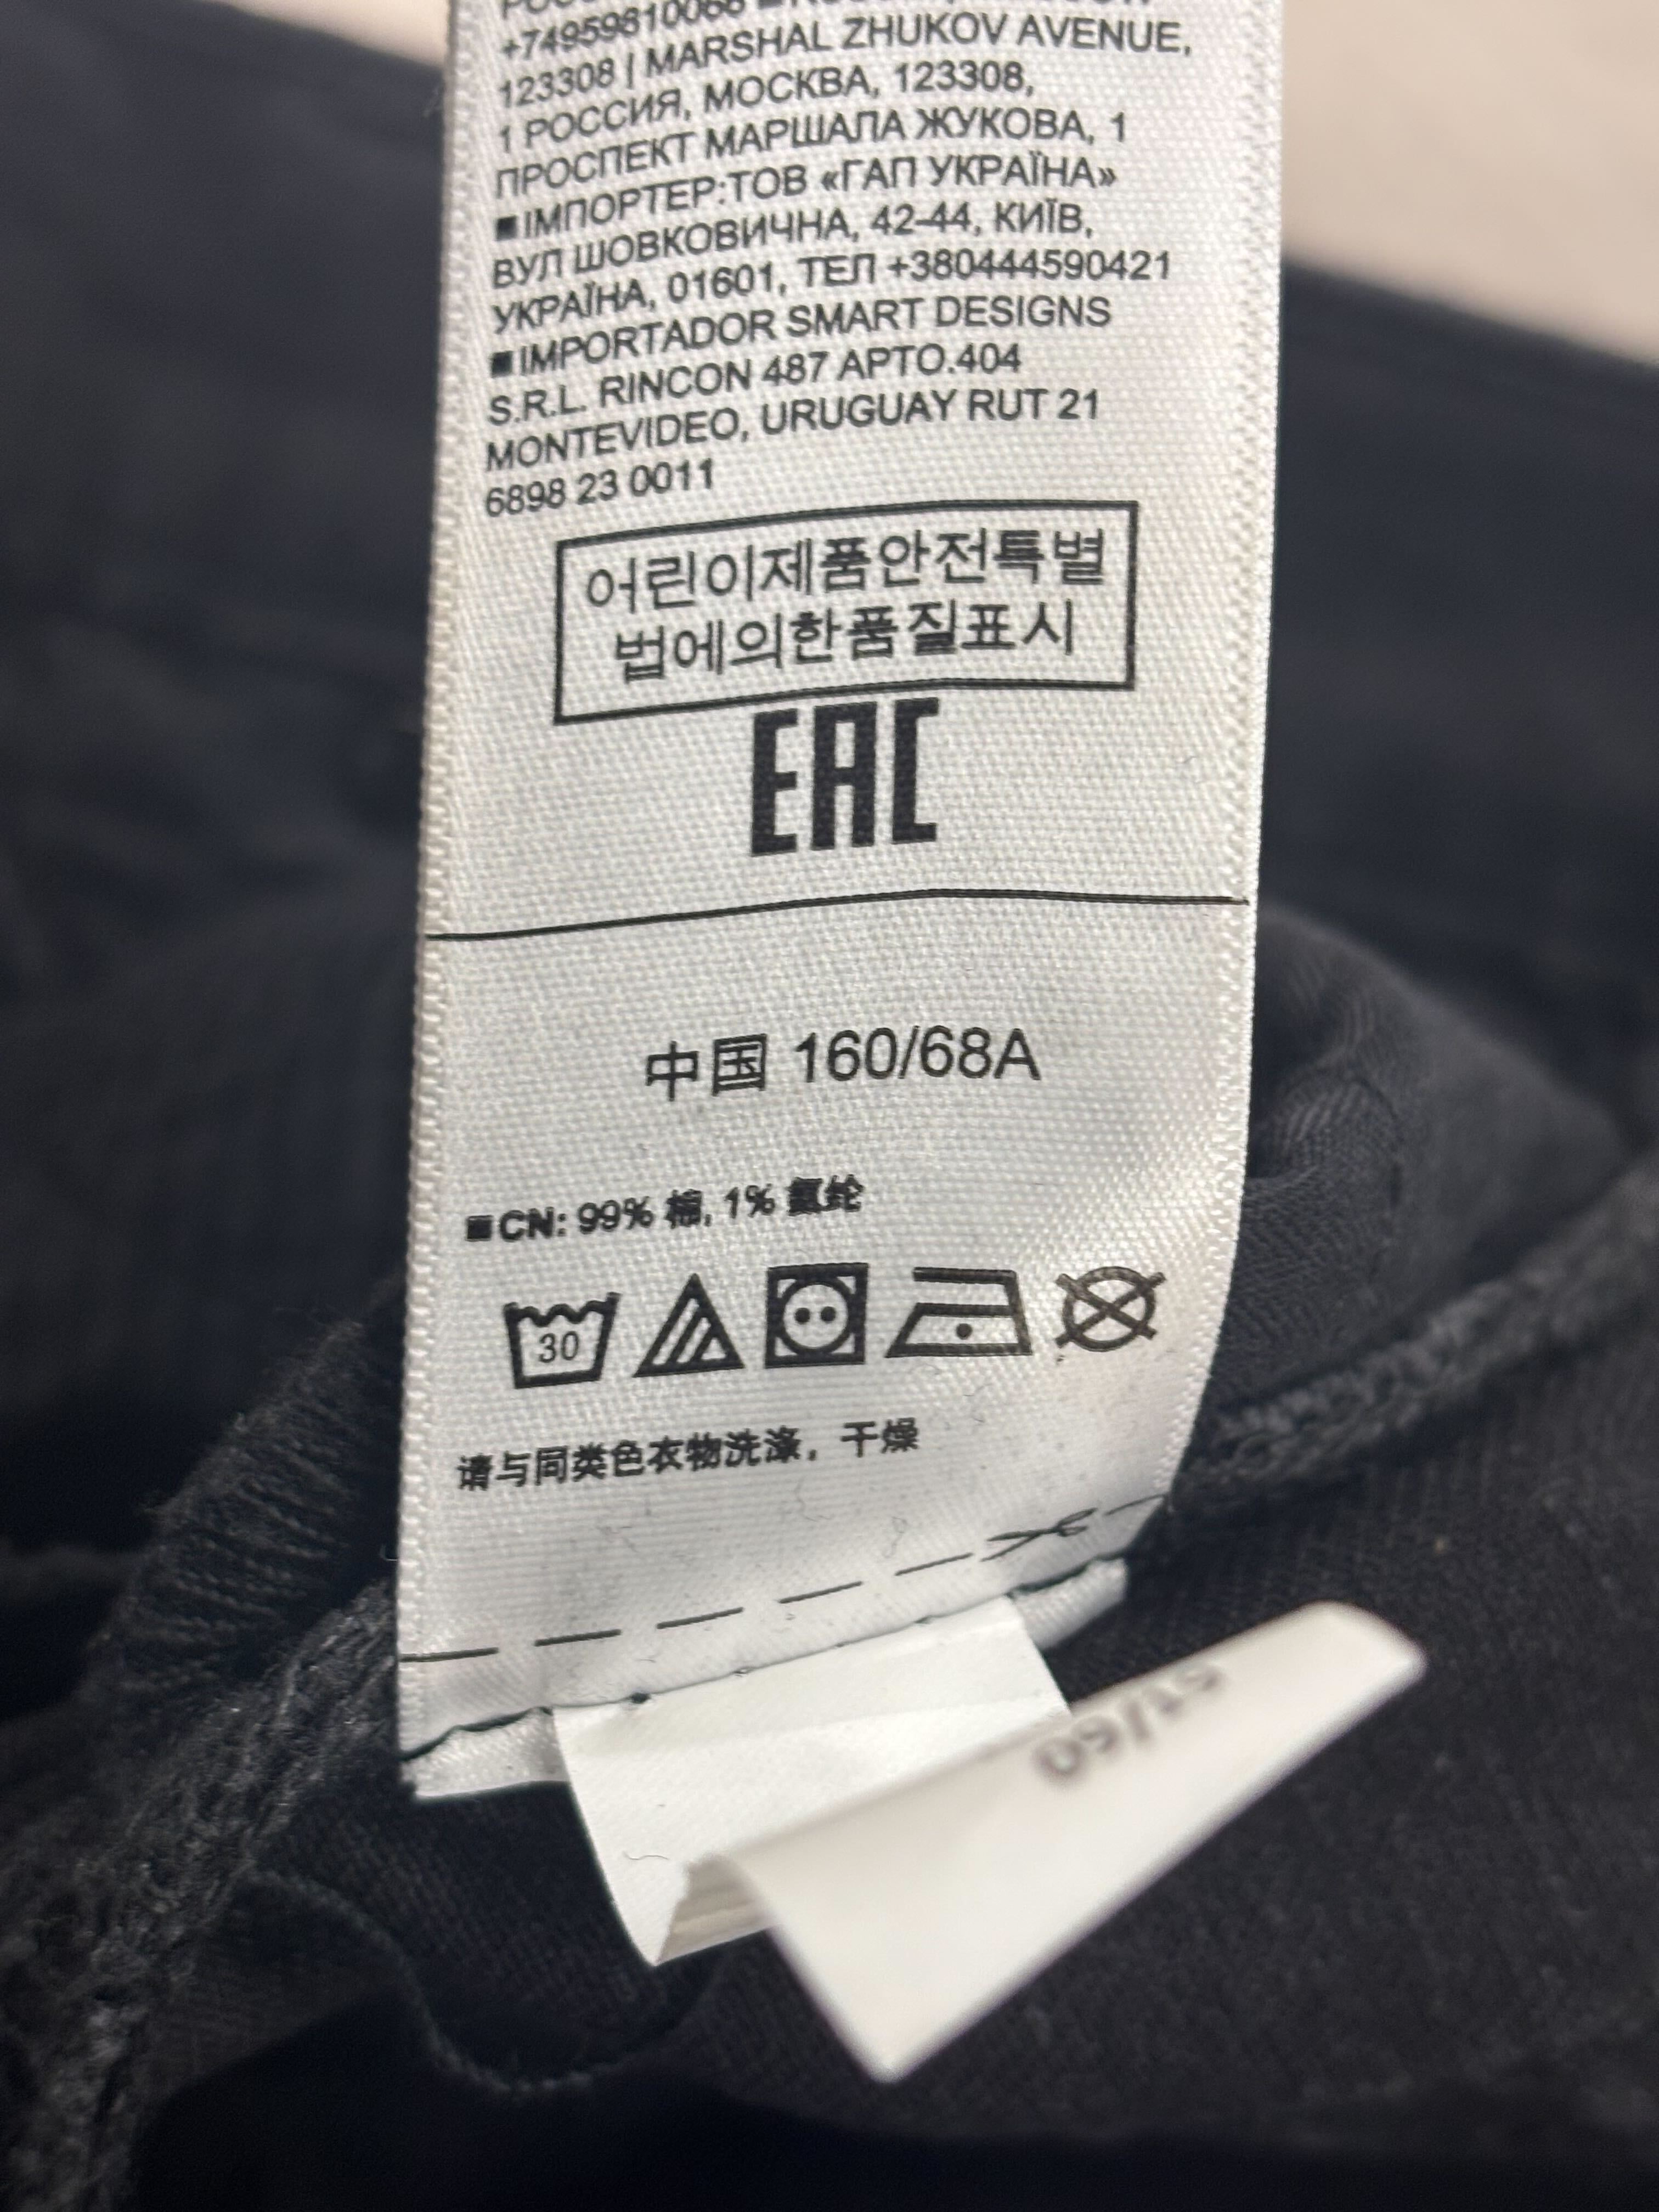 +74959810068
123308 | MARSHAL ZHUKOV AVENUE,
1 РОССИЯ, МОСКВА, 123308,
ПРОСПЕКТ МАРШАЛА ЖУКОВА, 1
■ІМПОРТЕР:ТОВ «ГАП УКРАЇНА»
ВУЛ ШОВКОВИЧНА, 42-44, КИЇВ,
УКРАЇНА, 01601, ТЕЛ +380444590421
■IMPORTADOR SMART DESIGNS
S.R.L. RINCON 487 APTO.404
MONTEVIDEO, URUGUAY RUT 21
6898 23 0011
어린이제품안전특별
법에의한품질표시
EAC
中国 160/68A
■CN: 99% 棉, 1% 氨纶
30
请与同类色衣物洗涤，干燥
51/60